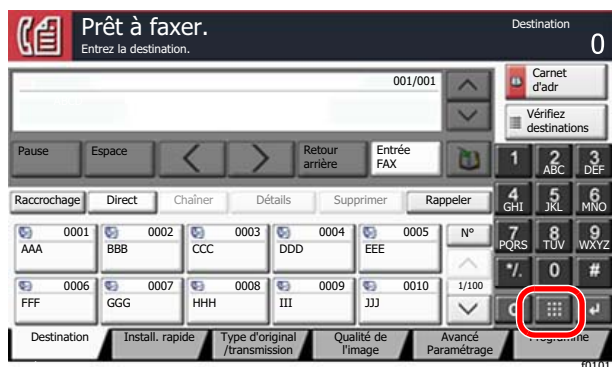 Prêt à faxer.
Entrez la destination.
Destination
0
001/001
Carnet
d'adr
Vérifiez
destinations
Pause
Espace
Retour
arrière
Entrée
FAX
1
2
ABC
3
DEF
Raccrochage
Direct
Chaîner
Détails
Supprimer
Rappeler
4
GHI
5
JKL
6
MNO
0001
AAA
0002
BBB
0003
CCC
0004
DDD
0005
EEE
N°
7
PQRS
8
TUV
9
WXYZ
*/.
0
#
0006
FFF
0007
GGG
0008
HHH
0009
III
0010
JJJ
1/100
C
Destination
Install. rapide
Type d'original
/transmission
Qualité de
l'image
Avancé
Paramétrage
Programme
f0101